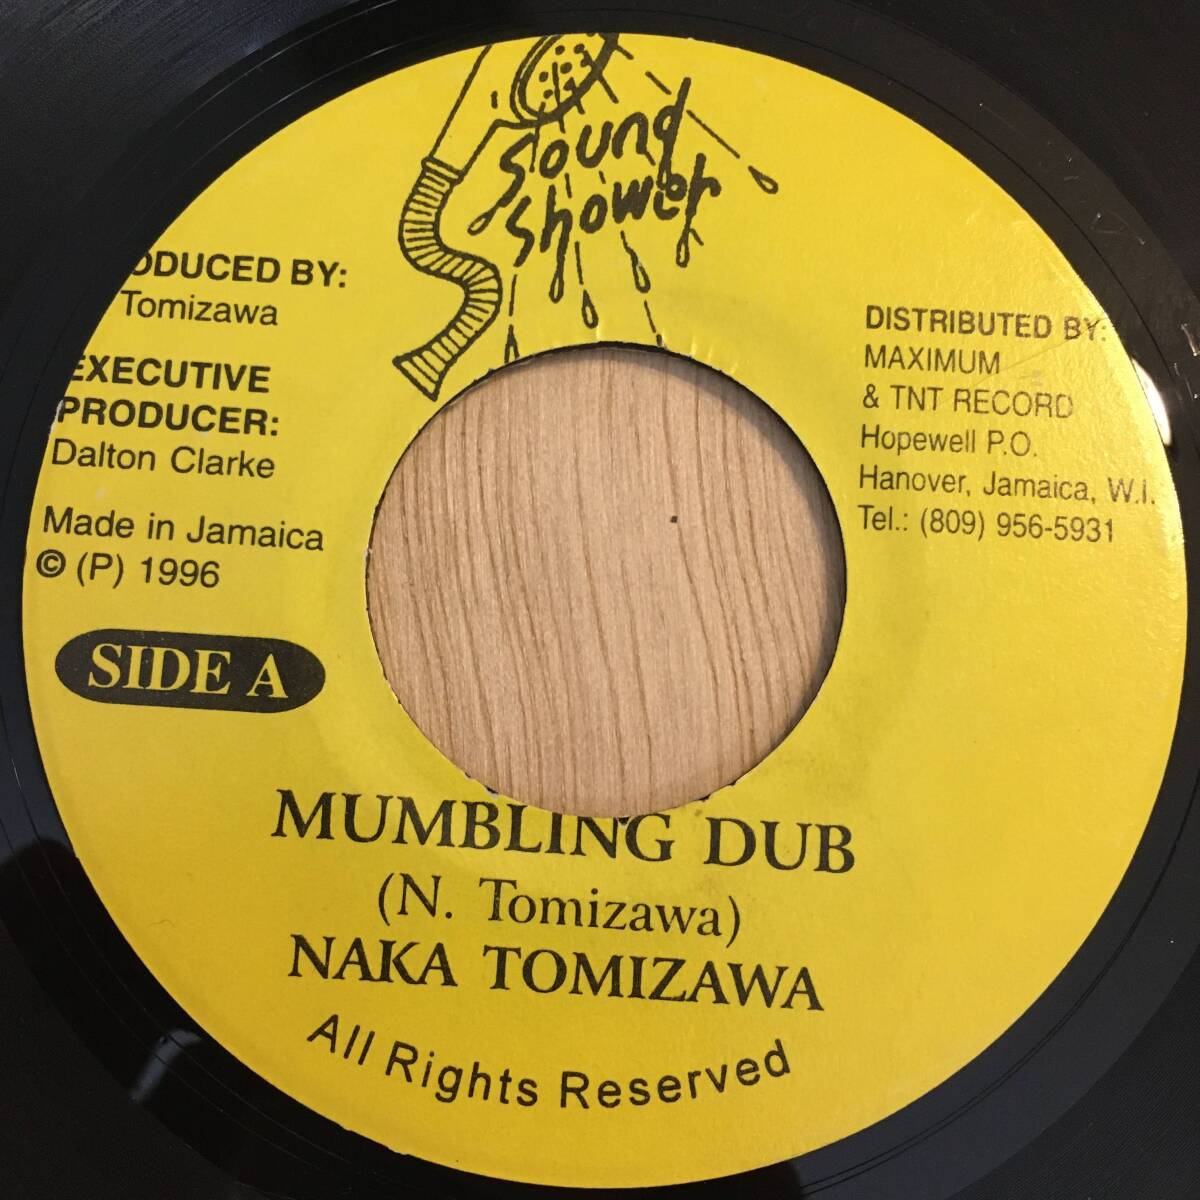 Sound
Shower
ODUCED BY:
Tomizawa
EXECUTIVE
PRODUCER:
Dalton Clarke
Made in Jamaica
© (P) 1996
SIDE A
DISTRIBUTED BY:
MAXIMUM
& TNT RECORD
Hopewell P.O.
Hanover, Jamaica, W.I.
Tel.: (809) 956-5931
MUMBLING DUB
(N. Tomizawa)
NAKA TOMIZAWA
All Rights Reserved